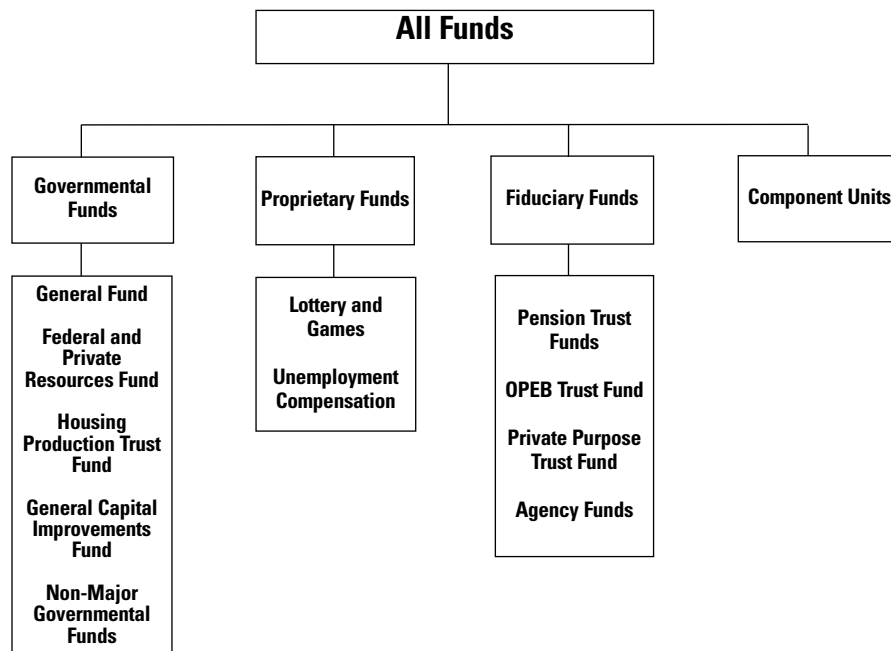 All Funds
Governmental
Funds
Proprietary Funds
Fiduciary Funds
Component Units
General Fund
Federal and
Private
Resources Fund
Housing
Production Trust
Fund
General Capital
Improvements
Fund
Non-Major
Governmental
Funds
Lottery and
Games
Unemployment
Compensation
Pension Trust
Funds
OPEB Trust Fund
Private Purpose
Trust Fund
Agency Funds